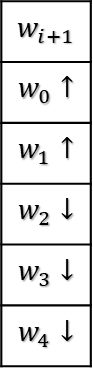 w_{i+1}
w_0 ↑
w_1 ↑
w_2 ↓
w_3 ↓
w_4 ↓